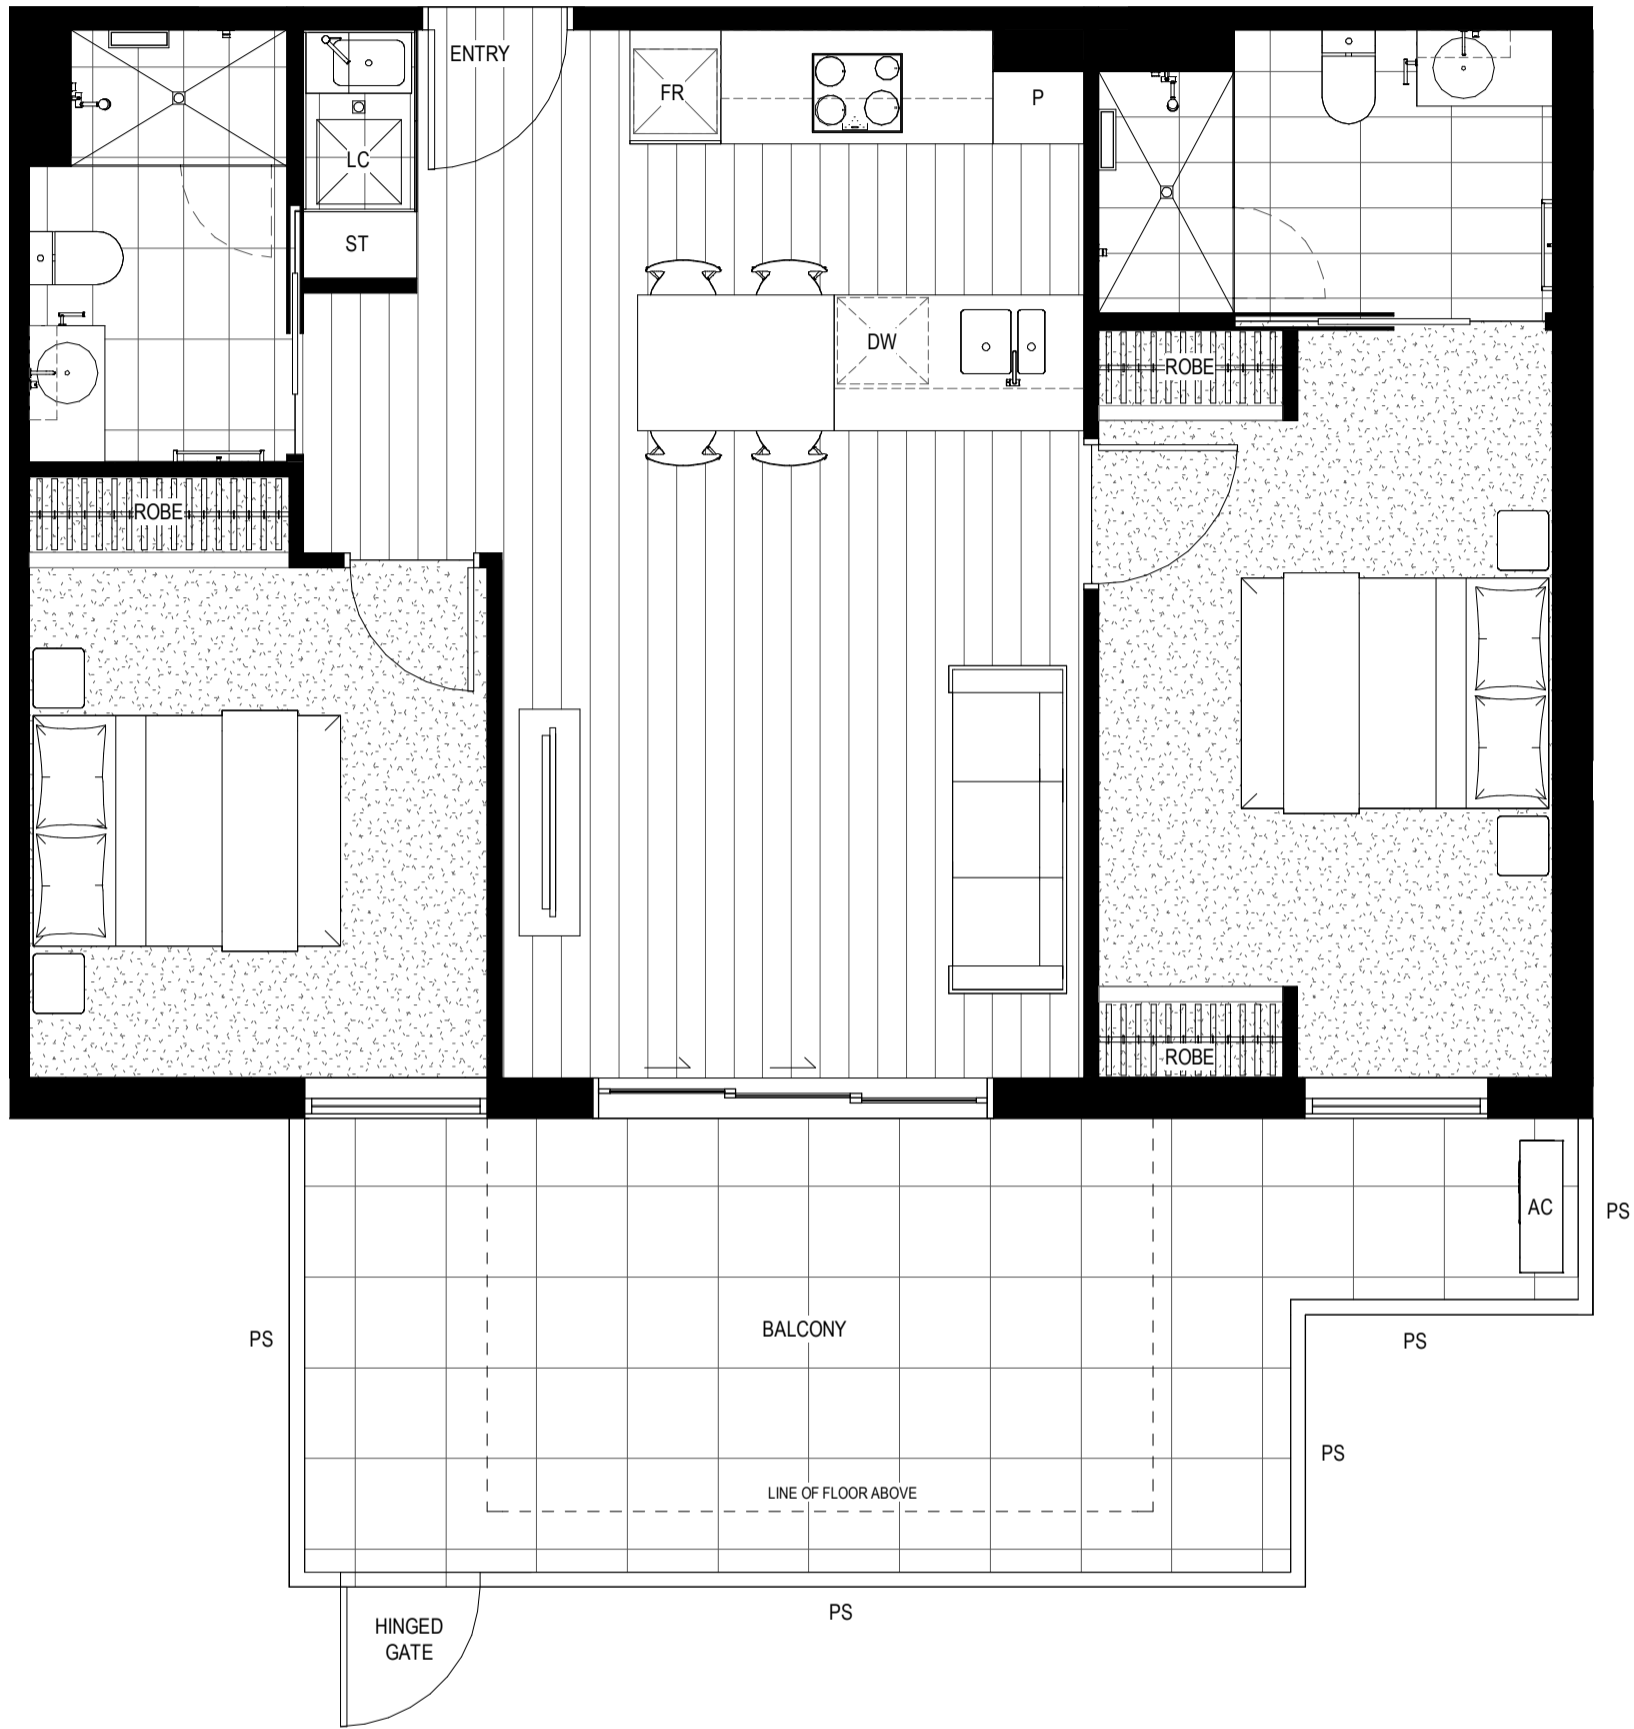 ENTRY
FR
P
LC
ST
DW
ROBE
ROBE
ROBE
AC
PS
BALCONY
PS
PS
PS
LINE OF FLOOR ABOVE
PS
HINGED
GATE